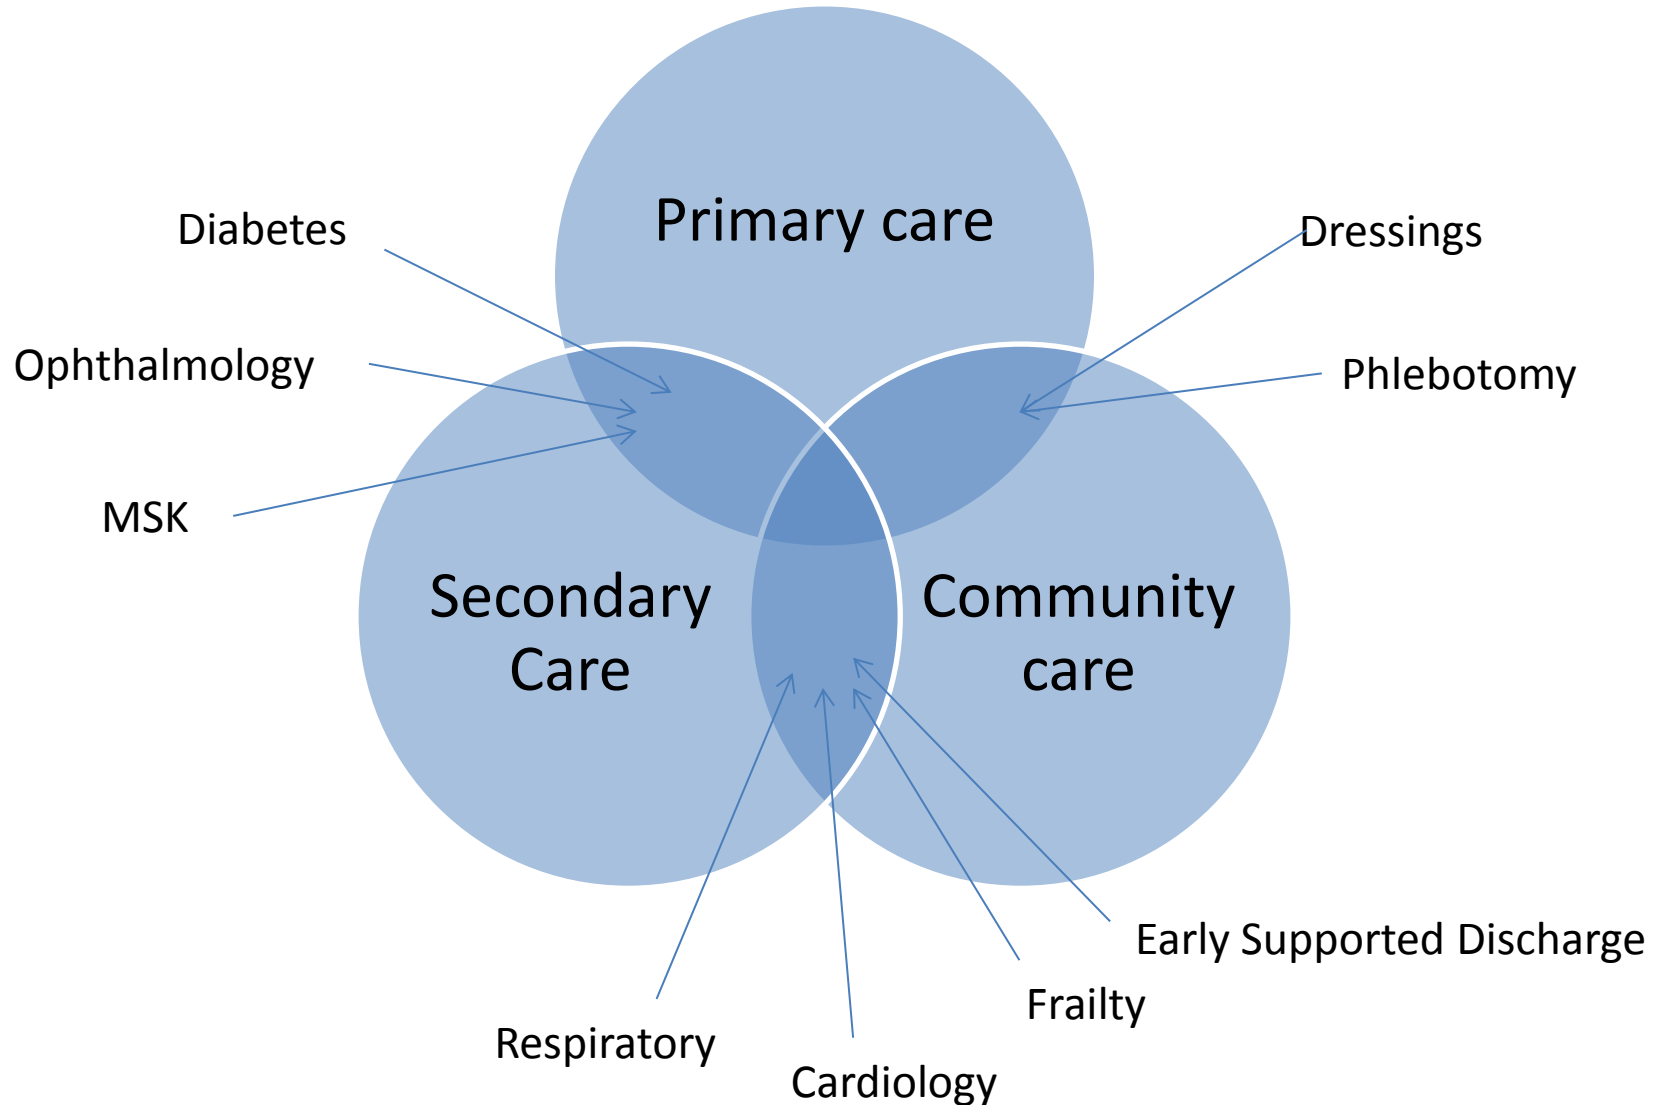 Primary care
Diabetes
Dressings
Ophthalmology
Phlebotomy
MSK
Secondary
Care
Community
care
Early Supported Discharge
Frailty
Respiratory
Cardiology